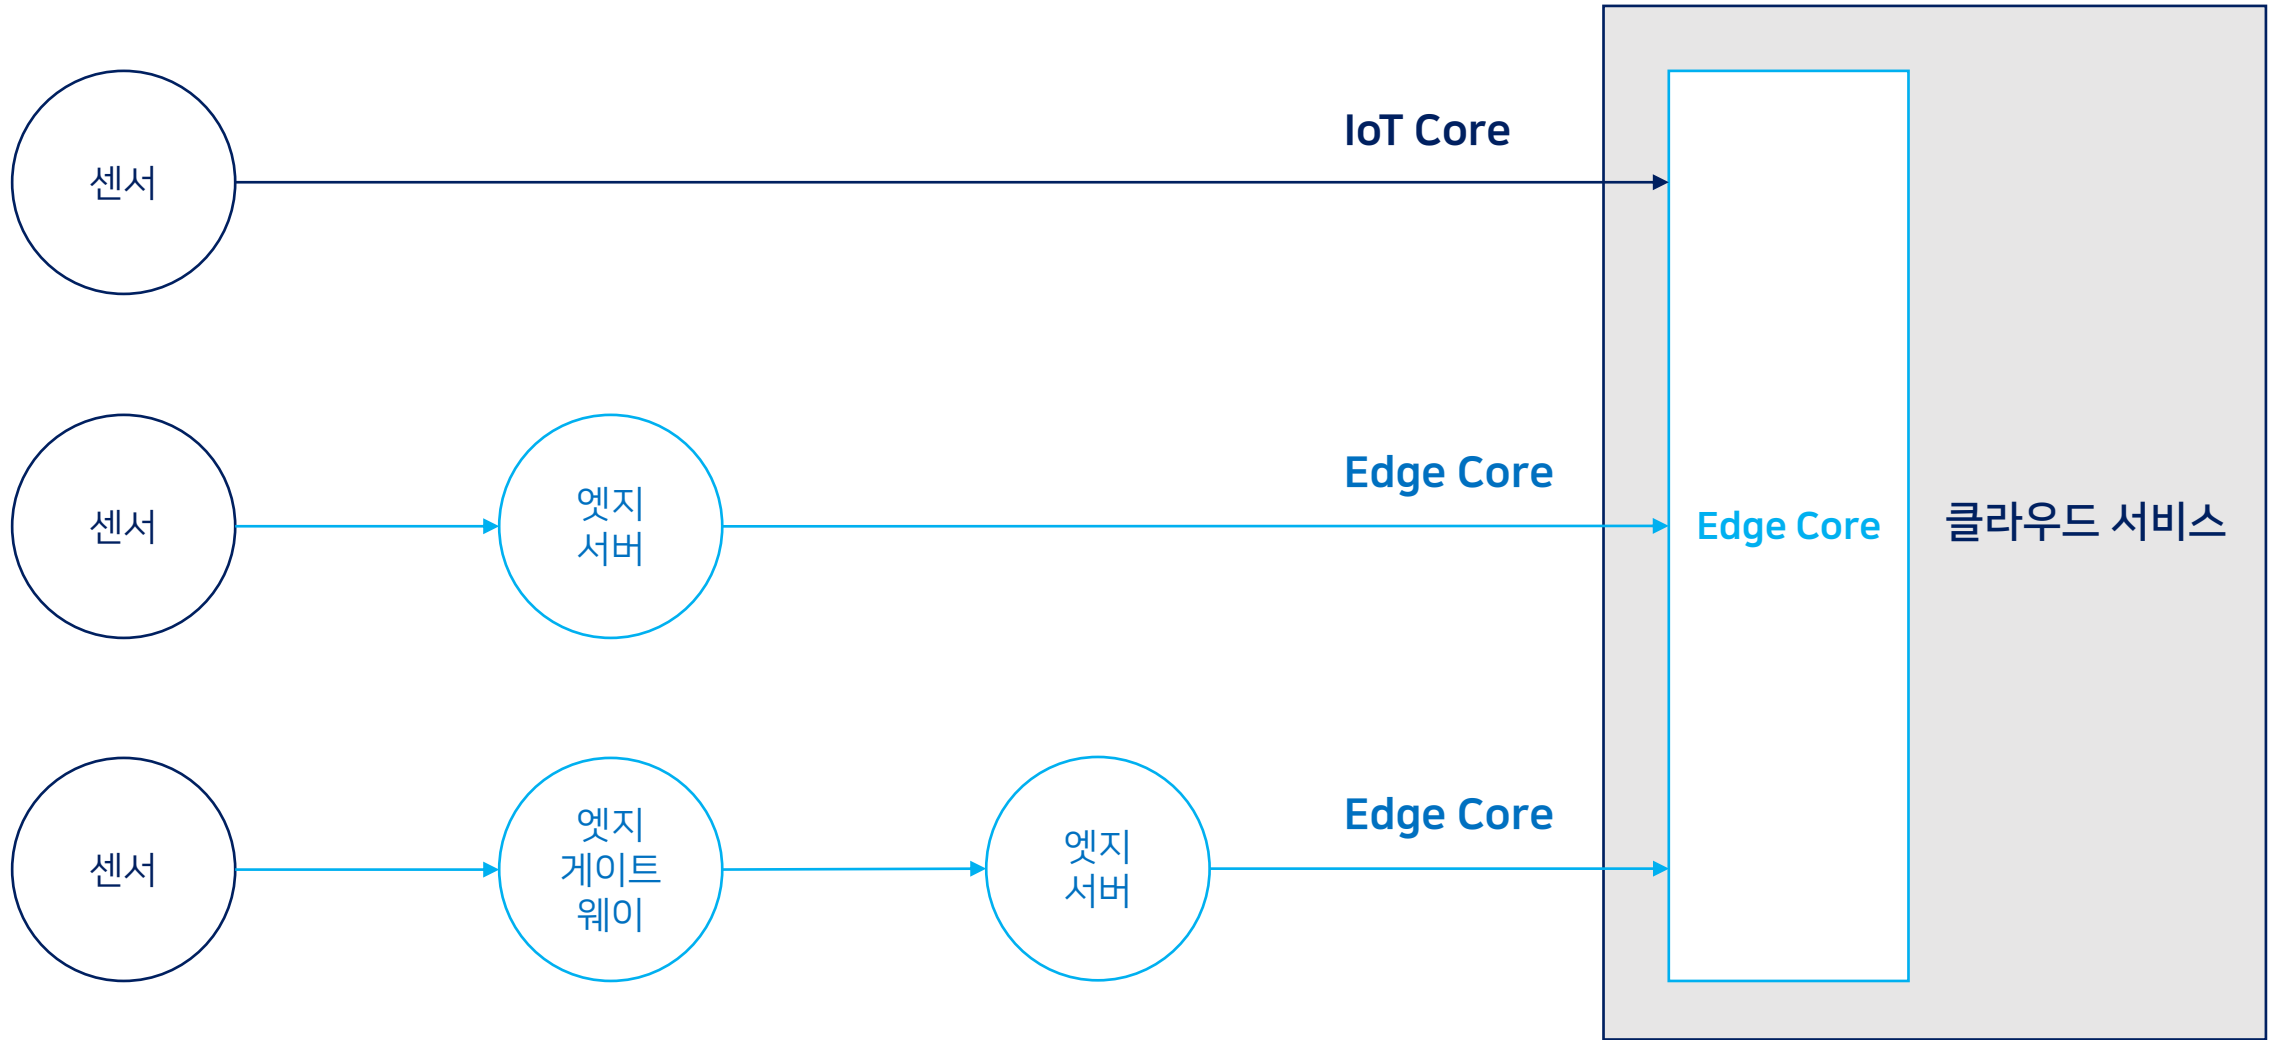 IoT Core
센서
Edge Core
센서
엣지
서버
Edge Core
클라우드 서비스
Edge Core
센서
엣지
게이트
웨이
엣지
서버